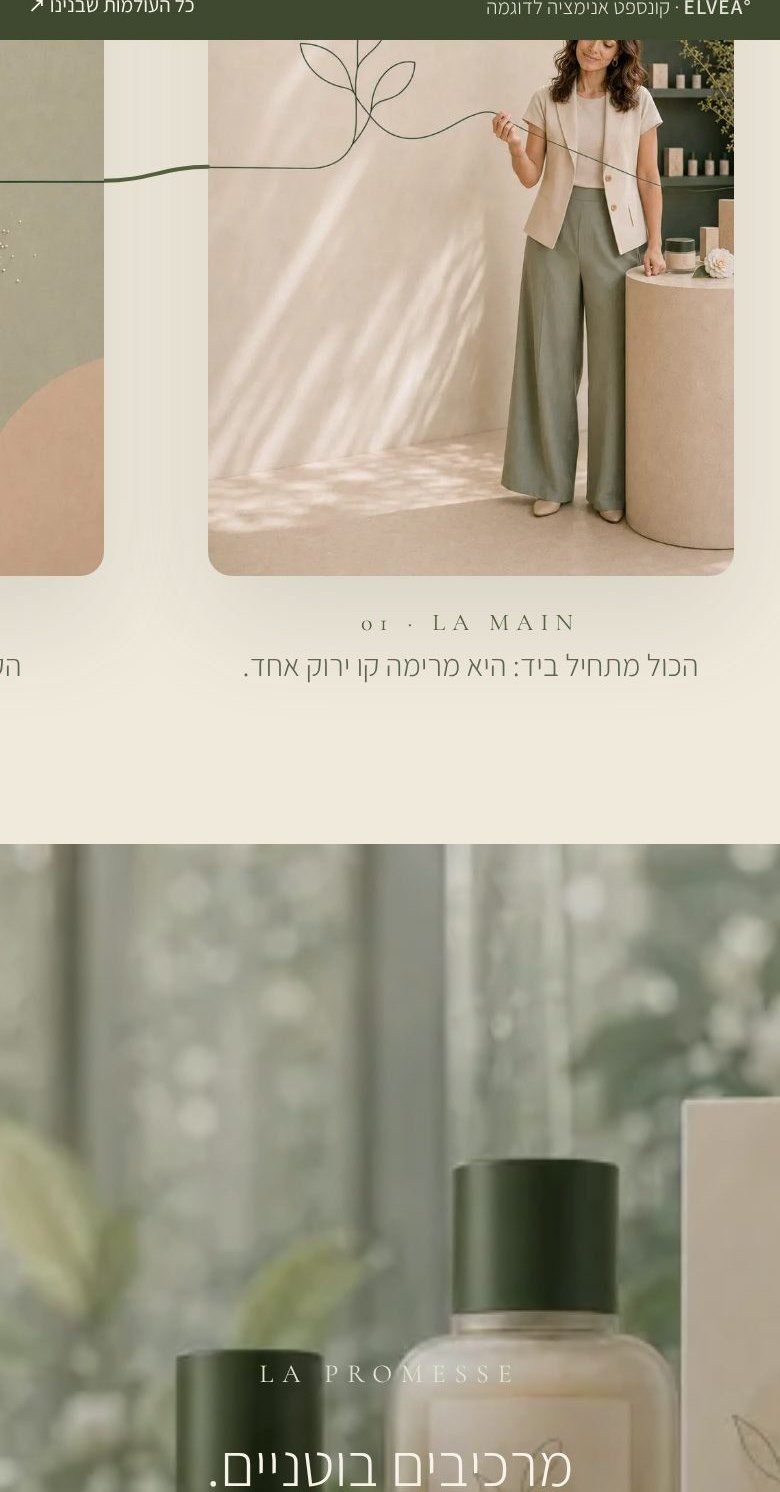 ELVEA° · קונספט אנימציה לדוגמה
כל העולמות שבנינו ↗
01 · LA MAIN
הכול מתחיל ביד: היא מרימה קו ירוק אחד.
LA PROMESSE
מרכיבים בוטניים.